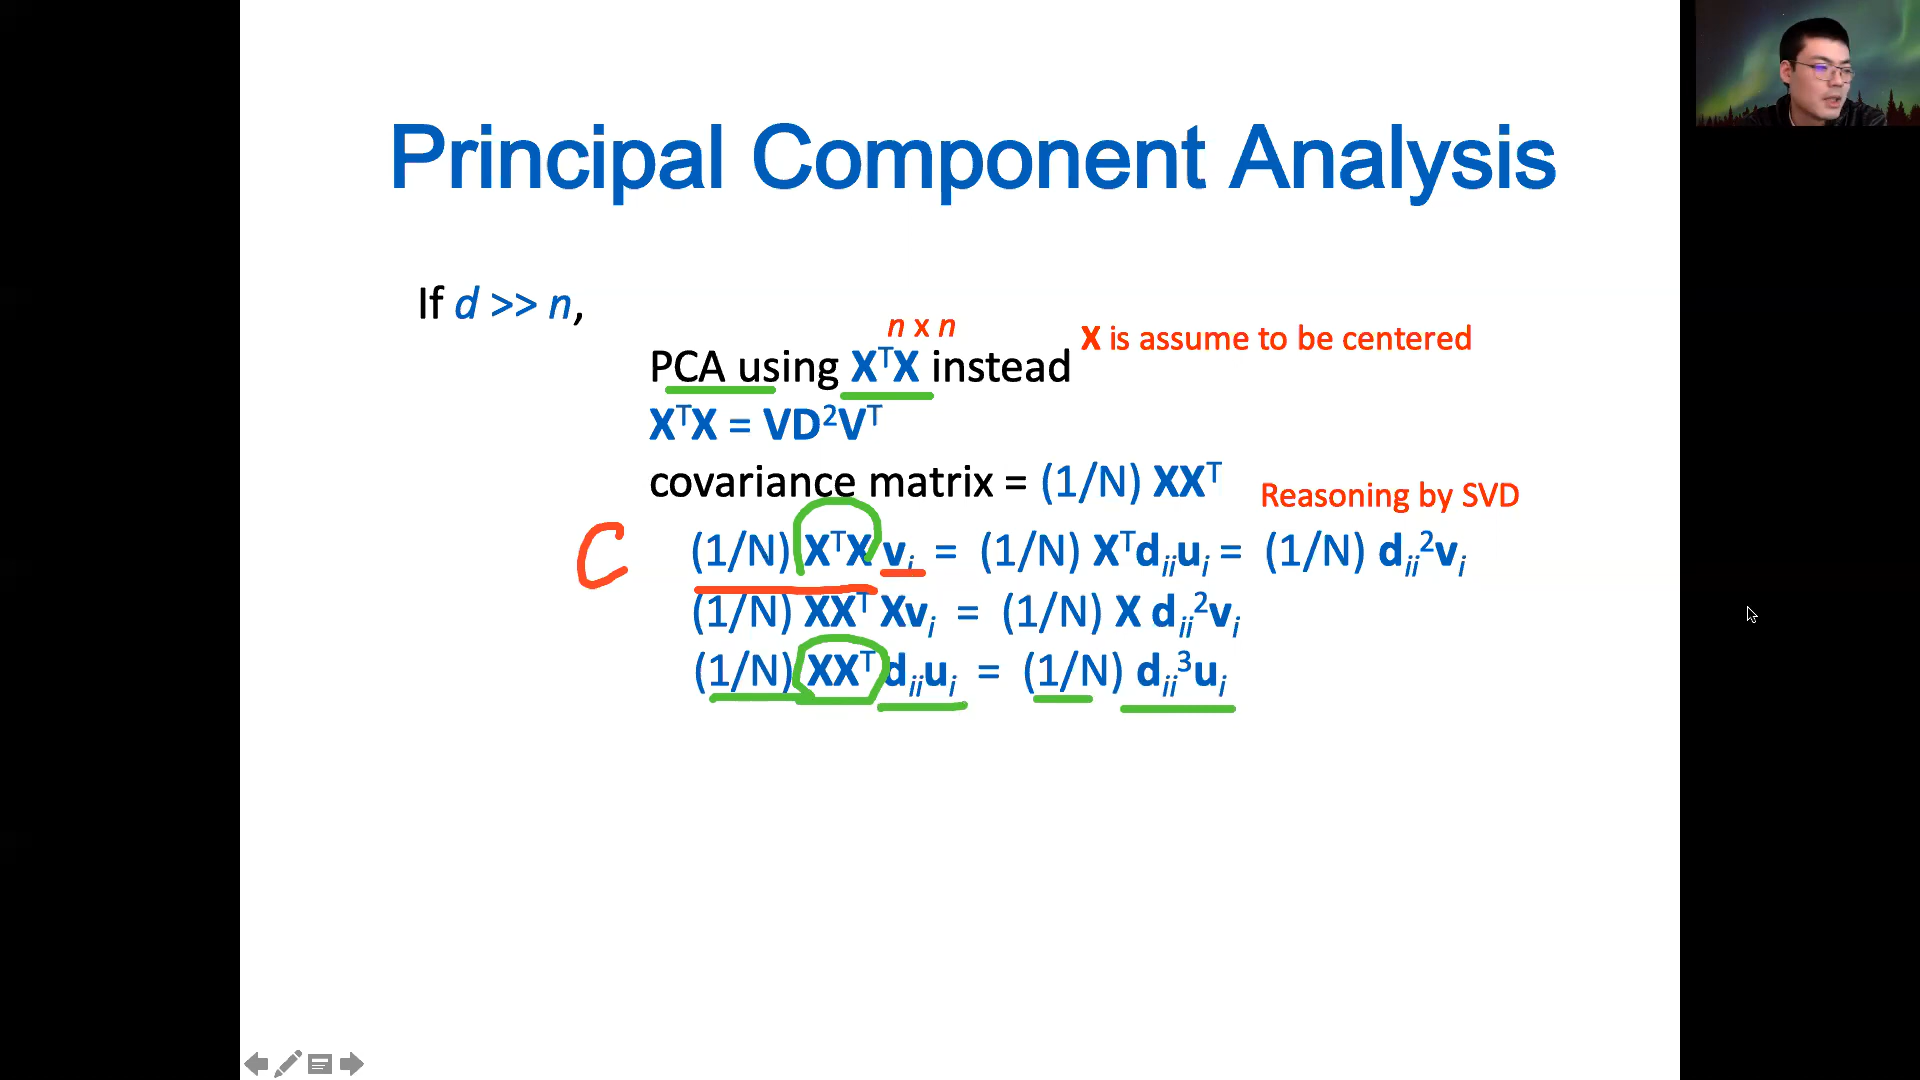 Principal Component Analysis
If d >> n,
n x n
X is assume to be centered
PCA using XᵀX instead
XᵀX = VD²Vᵀ
covariance matrix = (1/N) XXᵀ
Reasoning by SVD
C
(1/N) XᵀX vᵢ = (1/N) Xᵀdᵢᵢuᵢ = (1/N) dᵢᵢ²vᵢ
(1/N) XXᵀ Xvᵢ = (1/N) X dᵢᵢ²vᵢ
(1/N) XXᵀ dᵢᵢuᵢ = (1/N) dᵢᵢ³uᵢ